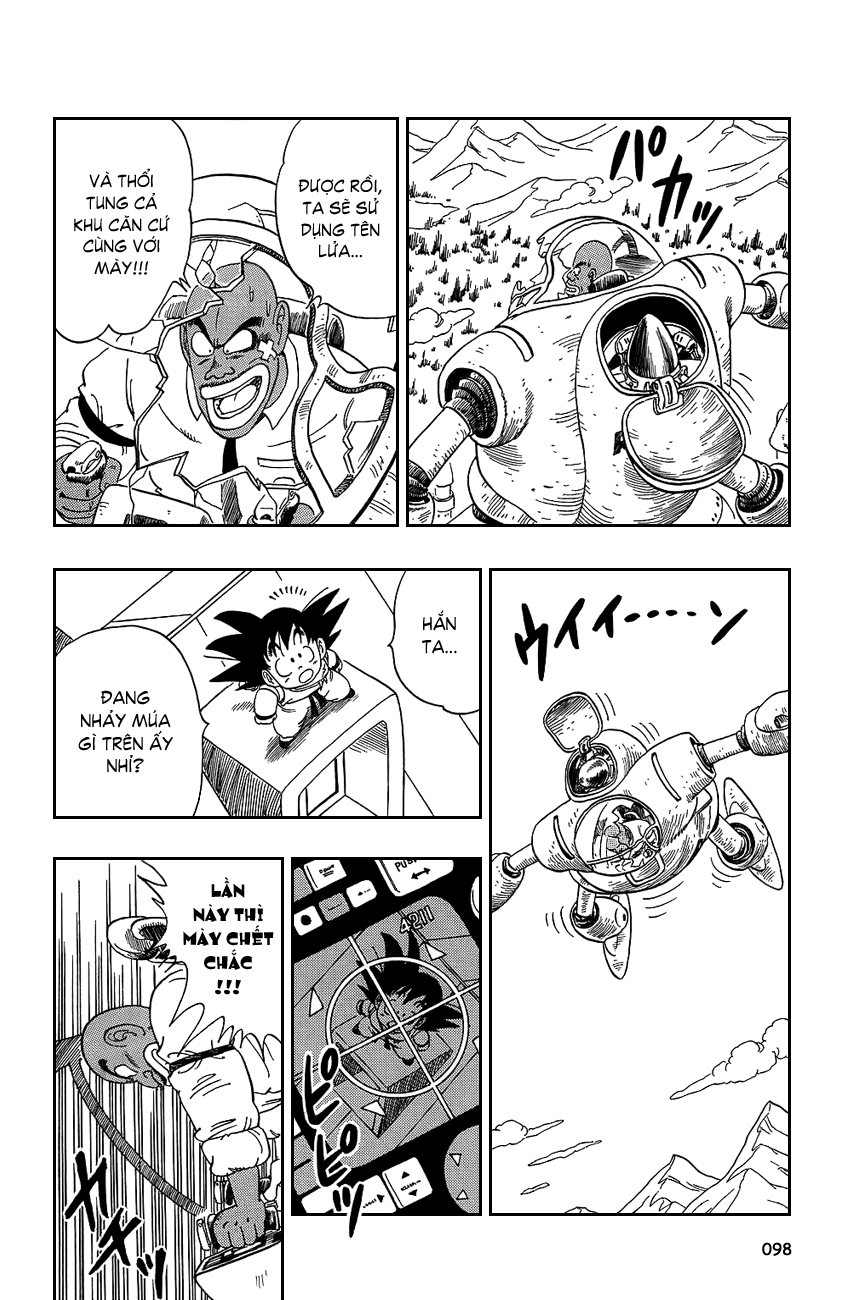 パカッ
ĐƯỢC RỒI,
TA SẼ SỬ
DỤNG TÊN
LỬA...
VÀ THỔI
TUNG CẢ
KHU CĂN CỨ
CÙNG VỚI
MÀY!!!
ウイイ・・・・ン
HẮN
TA...
ĐANG
NHẢY MÚA
GÌ TRÊN ẤY
NHỈ?
PUSH
4211
ピピピッ
LẦN
NÀY THÌ
MÀY CHẾT
CHẮC
!!!
カチッ
098